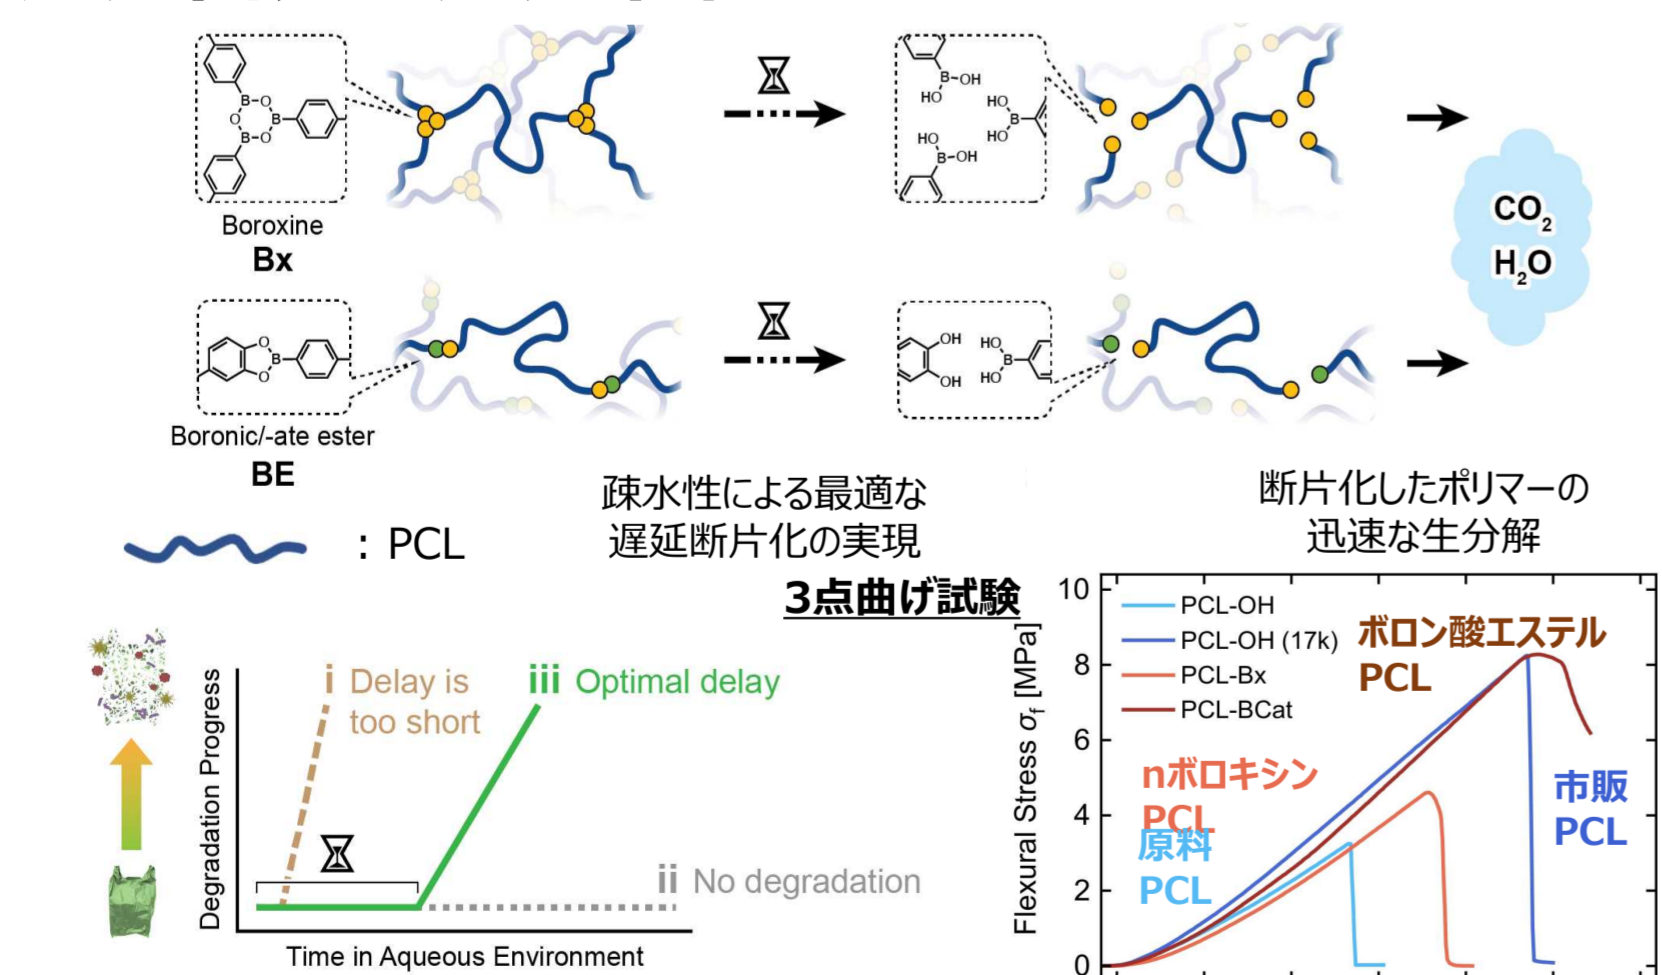 B
O
B
O
B
O
Boroxine
Bx
B-OH
HO
HO
B
HO
HO
B-OH
CO2
H2O
O
B
O
Boronic/-ate ester
BE
OH
OH
HO
B
HO
疎水性による最適な
遅延断片化の実現
断片化したポリマーの
迅速な生分解
: PCL
3点曲げ試験
Degradation Progress
i Delay is
too short
iii Optimal delay
ii No degradation
Time in Aqueous Environment
Flexural Stress σf [MPa]
10
8
6
4
2
0
PCL-OH
PCL-OH (17k)
PCL-Bx
PCL-BCat
ボロン酸エステル
PCL
nボロキシン
PCL
原料
PCL
市販
PCL